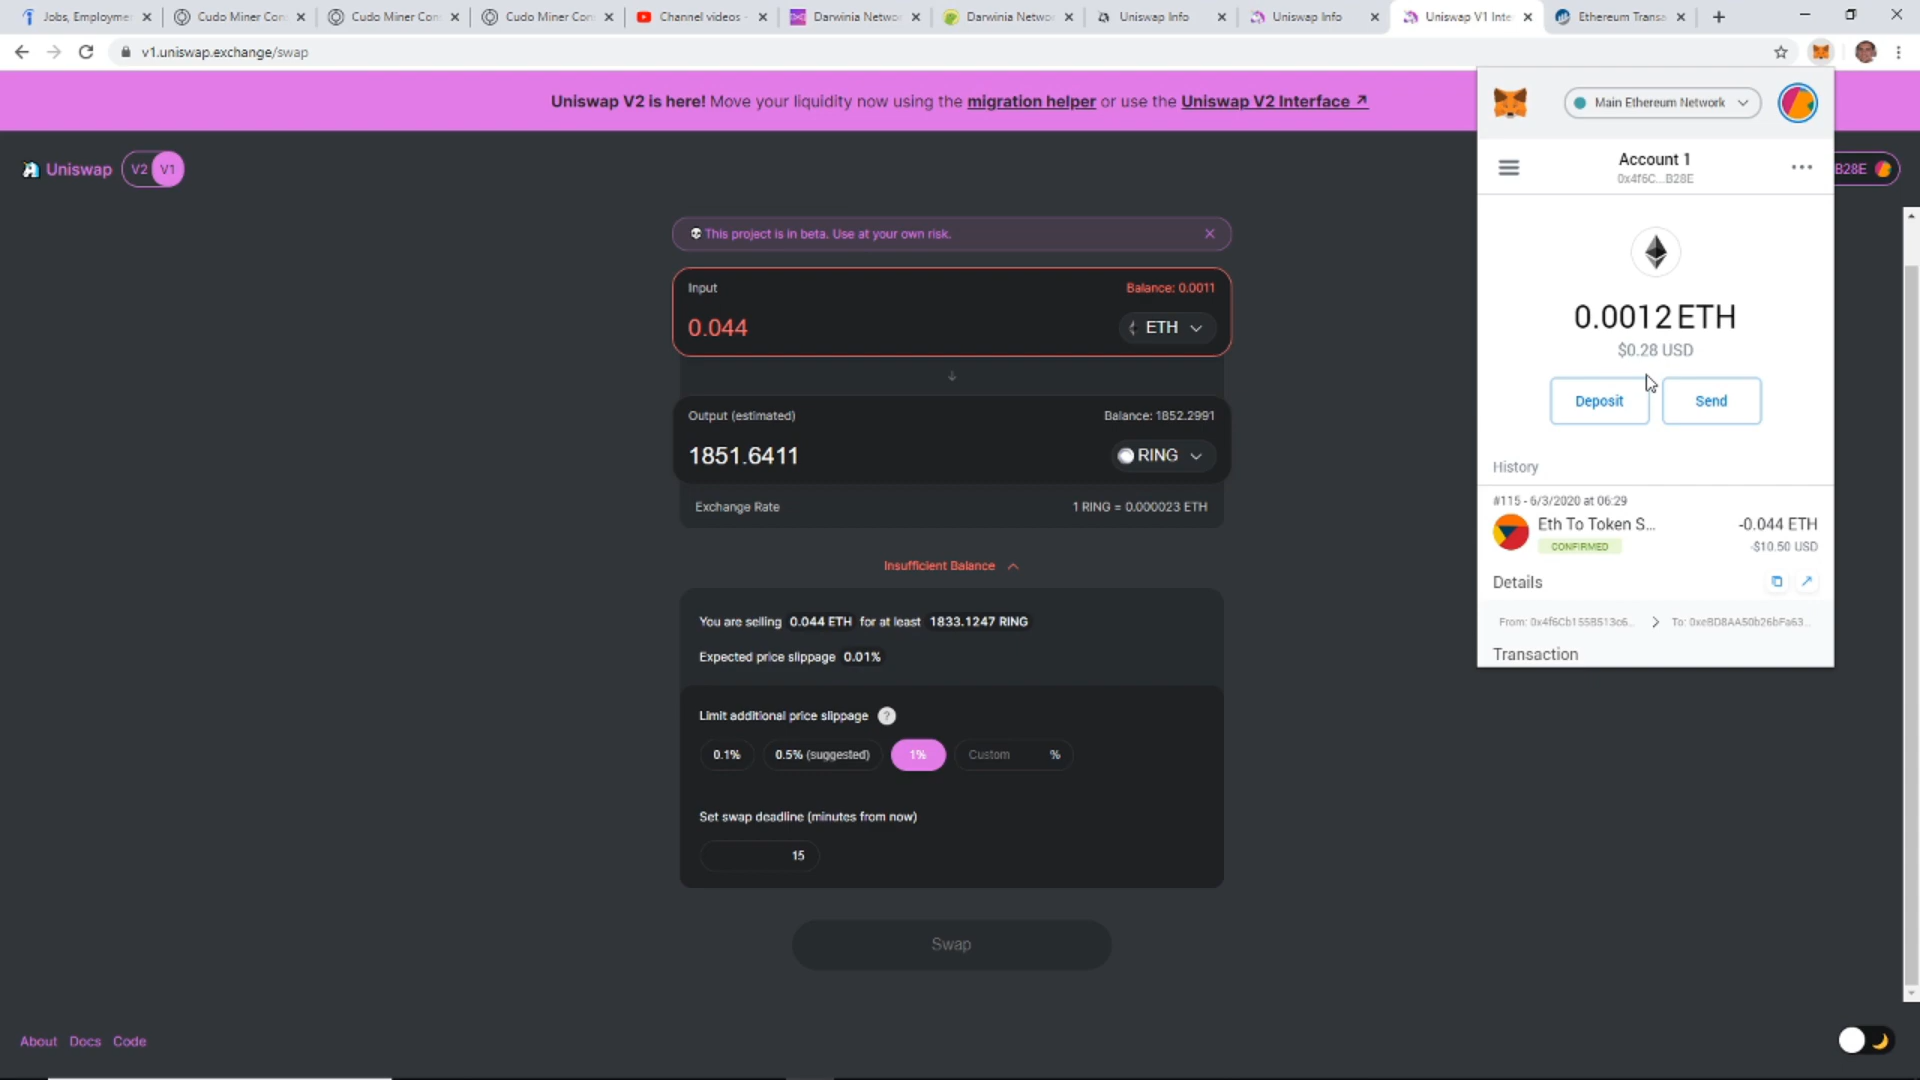 Jobs, Employme
Cudo Miner Con
Cudo Miner Con
Cudo Miner Con
Channel videos -
Darwinia Netwo
Darwinia Netwo
Uniswap Info
Uniswap Info
Uniswap V1 Inte
Ethereum Transa
v1.uniswap.exchange/swap
Uniswap V2 is here! Move your liquidity now using the migration helper or use the Uniswap V2 Interface ↗
Uniswap V2 V1
B28E
This project is in beta. Use at your own risk.
Input Balance: 0.0011
0.044 ETH
Output (estimated) Balance: 1852.2991
1851.6411 RING
Exchange Rate 1 RING = 0.000023 ETH
Insufficient Balance
You are selling 0.044 ETH for at least 1833.1247 RING
Expected price slippage 0.01%
Limit additional price slippage ?
0.1% 0.5% (suggested) 1% Custom %
Set swap deadline (minutes from now)
15
Swap
About Docs Code
Main Ethereum Network
Account 1
0x4f6C...B28E
0.0012 ETH
$0.28 USD
Deposit Send
History
#115 - 6/3/2020 at 06:29
Eth To Token S... -0.044 ETH
CONFIRMED -$10.50 USD
Details
From: 0x4f6Cb1558513c6... > To: 0xeBD8AA50b26bFa63...
Transaction